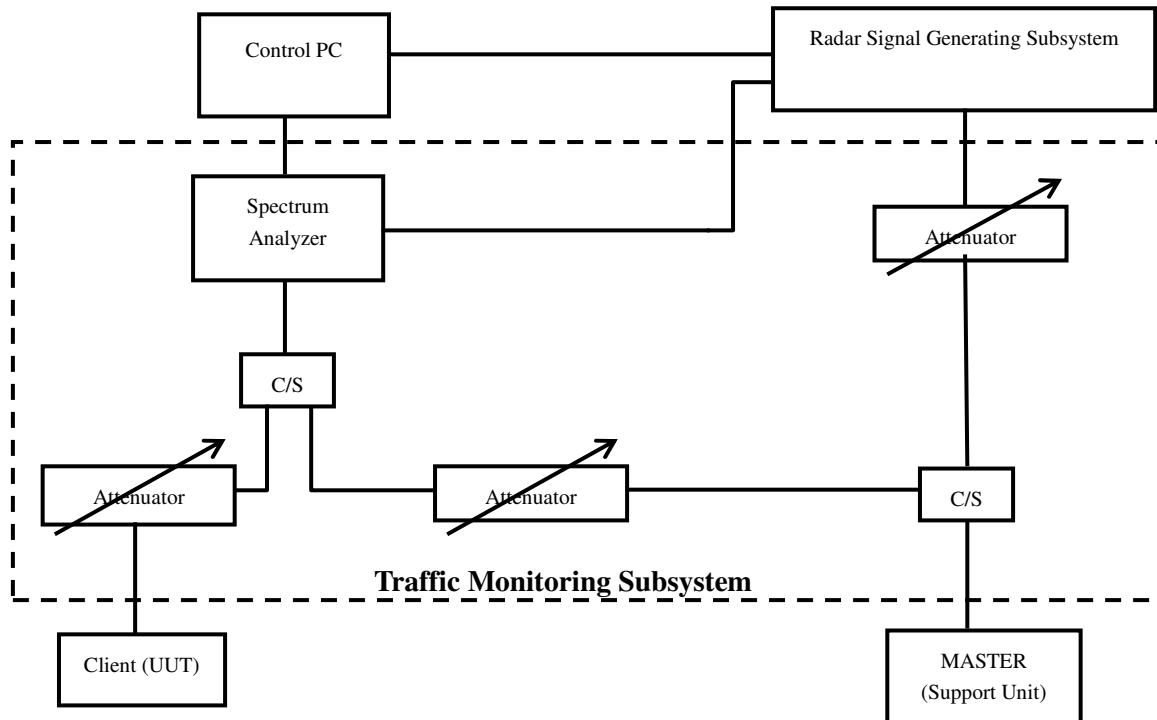 Control PC
Radar Signal Generating Subsystem
Spectrum
Analyzer
Attenuator
C/S
Attenuator
Attenuator
C/S
Traffic Monitoring Subsystem
Client (UUT)
MASTER
(Support Unit)